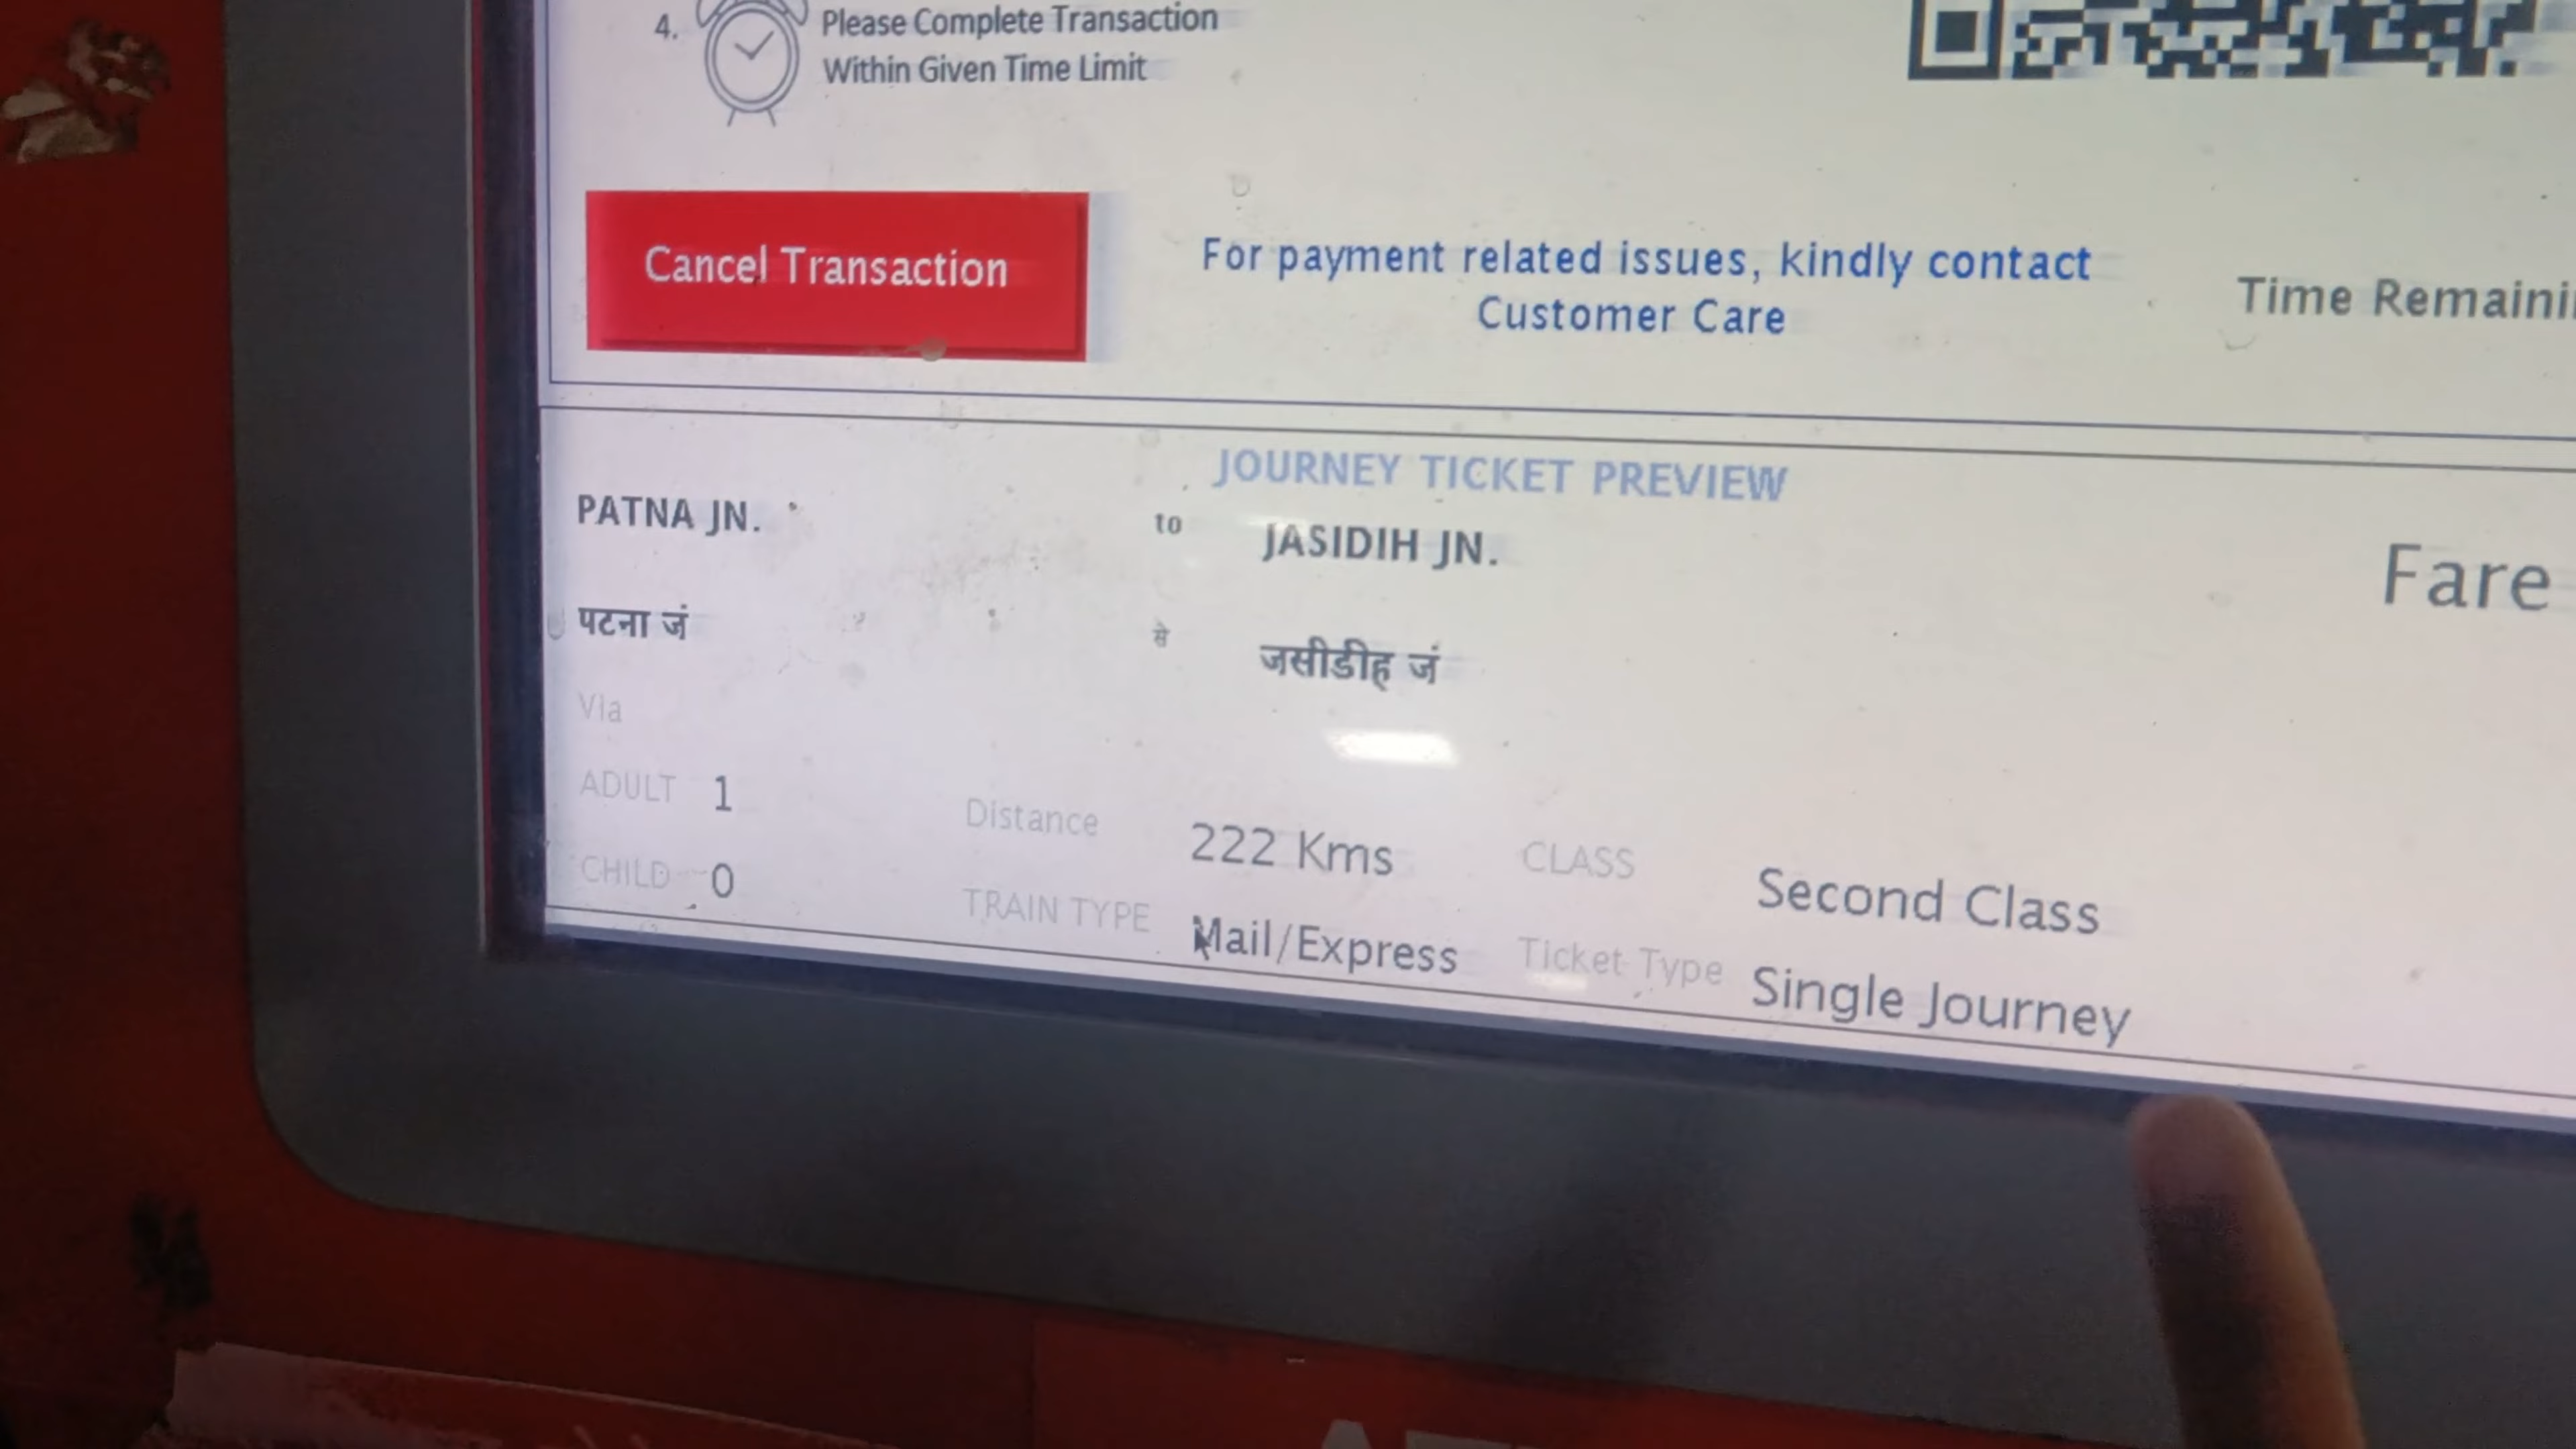 4. Please Complete Transaction
Within Given Time Limit
Cancel Transaction
For payment related issues, kindly contact
Customer Care
Time
JOURNEY TICKET PREVIEW
PATNA JN. to JASIDIH JN.
Fare
पटना जं से जसीडीह जं
Via
ADULT 1
Distance 222 Kms CLASS Second Class
CHILD 0
TRAIN TYPE Mail/Express Ticket Type Single Journey